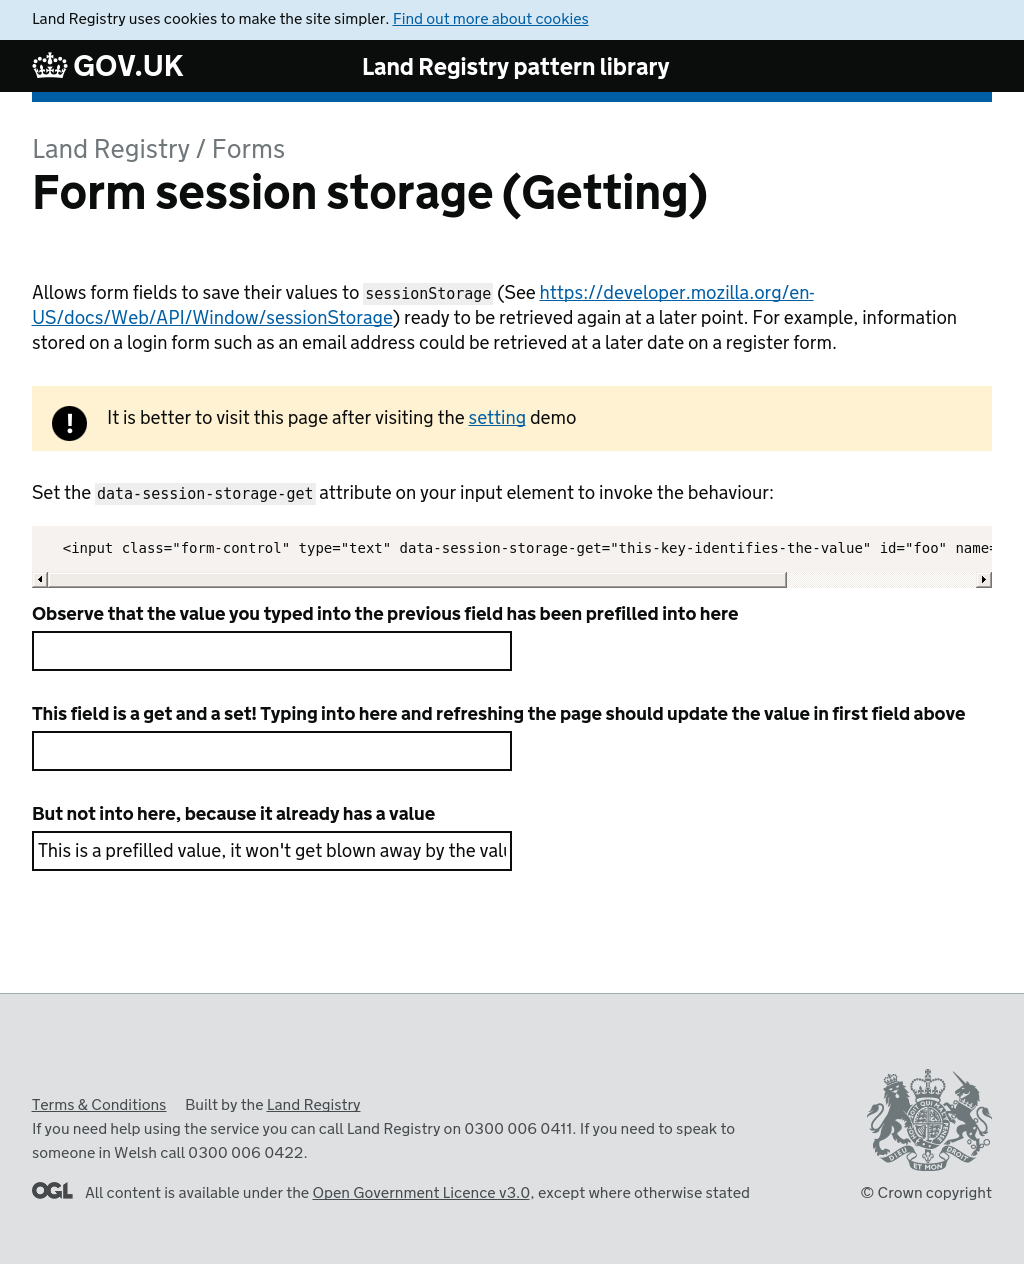 Land Registry uses cookies to make the site simpler. Find out more about cookies
GOV.UK
Land Registry pattern library
Land Registry / Forms
Form session storage (Getting)
Allows form fields to save their values to sessionStorage (See https://developer.mozilla.org/en-
US/docs/Web/API/Window/sessionStorage) ready to be retrieved again at a later point. For example, information
stored on a login form such as an email address could be retrieved at a later date on a register form.
It is better to visit this page after visiting the setting demo
Set the data-session-storage-get attribute on your input element to invoke the behaviour:
<input class="form-control" type="text" data-session-storage-get="this-key-identifies-the-value" id="foo" name=
Observe that the value you typed into the previous field has been prefilled into here
This field is a get and a set! Typing into here and refreshing the page should update the value in first field above
But not into here, because it already has a value
This is a prefilled value, it won't get blown away by the valu
Terms & Conditions Built by the Land Registry
If you need help using the service you can call Land Registry on 0300 006 0411. If you need to speak to
someone in Welsh call 0300 006 0422.
OGL All content is available under the Open Government Licence v3.0, except where otherwise stated
DIEU ET MON DROIT
© Crown copyright